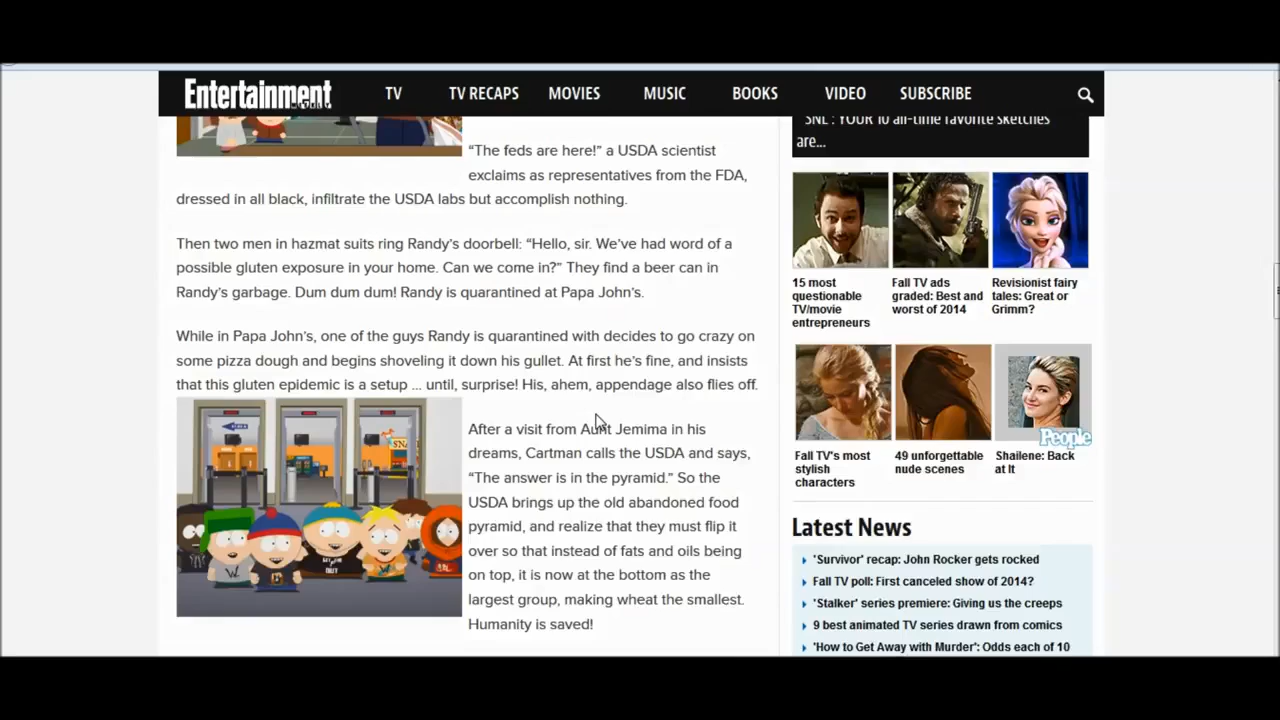 Entertainment
TV
TV RECAPS
MOVIES
MUSIC
BOOKS
VIDEO
SUBSCRIBE
“The feds are here!” a USDA scientist
exclaims as representatives from the FDA,
dressed in all black, infiltrate the USDA labs but accomplish nothing.
Then two men in hazmat suits ring Randy’s doorbell: “Hello, sir. We’ve had word of a
possible gluten exposure in your home. Can we come in?” They find a beer can in
Randy’s garbage. Dum dum dum! Randy is quarantined at Papa John’s.
While in Papa John’s, one of the guys Randy is quarantined with decides to go crazy on
some pizza dough and begins shoveling it down his gullet. At first he’s fine, and insists
that this gluten epidemic is a setup ... until, surprise! His, ahem, appendage also flies off.
After a visit from Aunt Jemima in his
dreams, Cartman calls the USDA and says,
“The answer is in the pyramid.” So the
USDA brings up the old abandoned food
pyramid, and realize that they must flip it
over so that instead of fats and oils being
on top, it is now at the bottom as the
largest group, making wheat the smallest.
Humanity is saved!
'SNL': YOUR 10 all-time favorite sketches
are...
15 most
questionable
TV/movie
entrepreneurs
Fall TV ads
graded: Best and
worst of 2014
Revisionist fairy
tales: Great or
Grimm?
People
Fall TV's most
stylish
characters
49 unforgettable
nude scenes
Shailene: Back
at It
Latest News
'Survivor' recap: John Rocker gets rocked
Fall TV poll: First canceled show of 2014?
'Stalker' series premiere: Giving us the creeps
9 best animated TV series drawn from comics
'How to Get Away with Murder': Odds each of 10